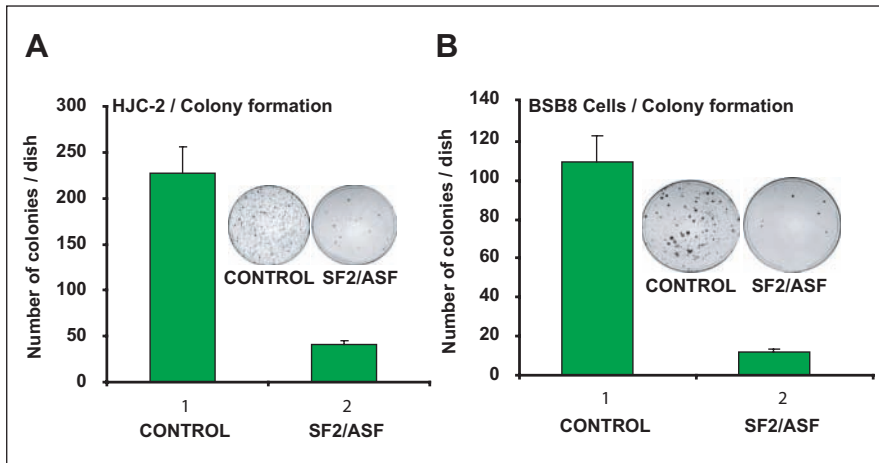 A
HJC-2 / Colony formation
Number of colonies / dish
300
250
200
150
100
50
0
CONTROL SF2/ASF
1 2
CONTROL SF2/ASF
B
BSB8 Cells / Colony formation
Number of colonies / dish
140
120
100
80
60
40
20
0
CONTROL SF2/ASF
1 2
CONTROL SF2/ASF